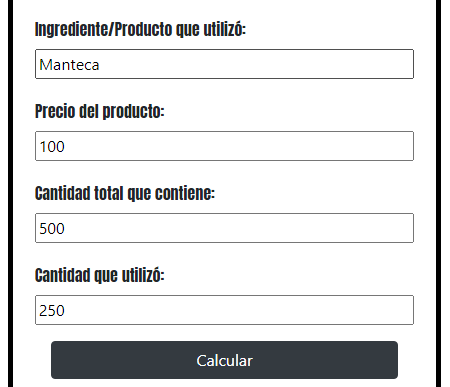 Ingrediente/Producto que utilizó:
Manteca
Precio del producto:
100
Cantidad total que contiene:
500
Cantidad que utilizó:
250
Calcular